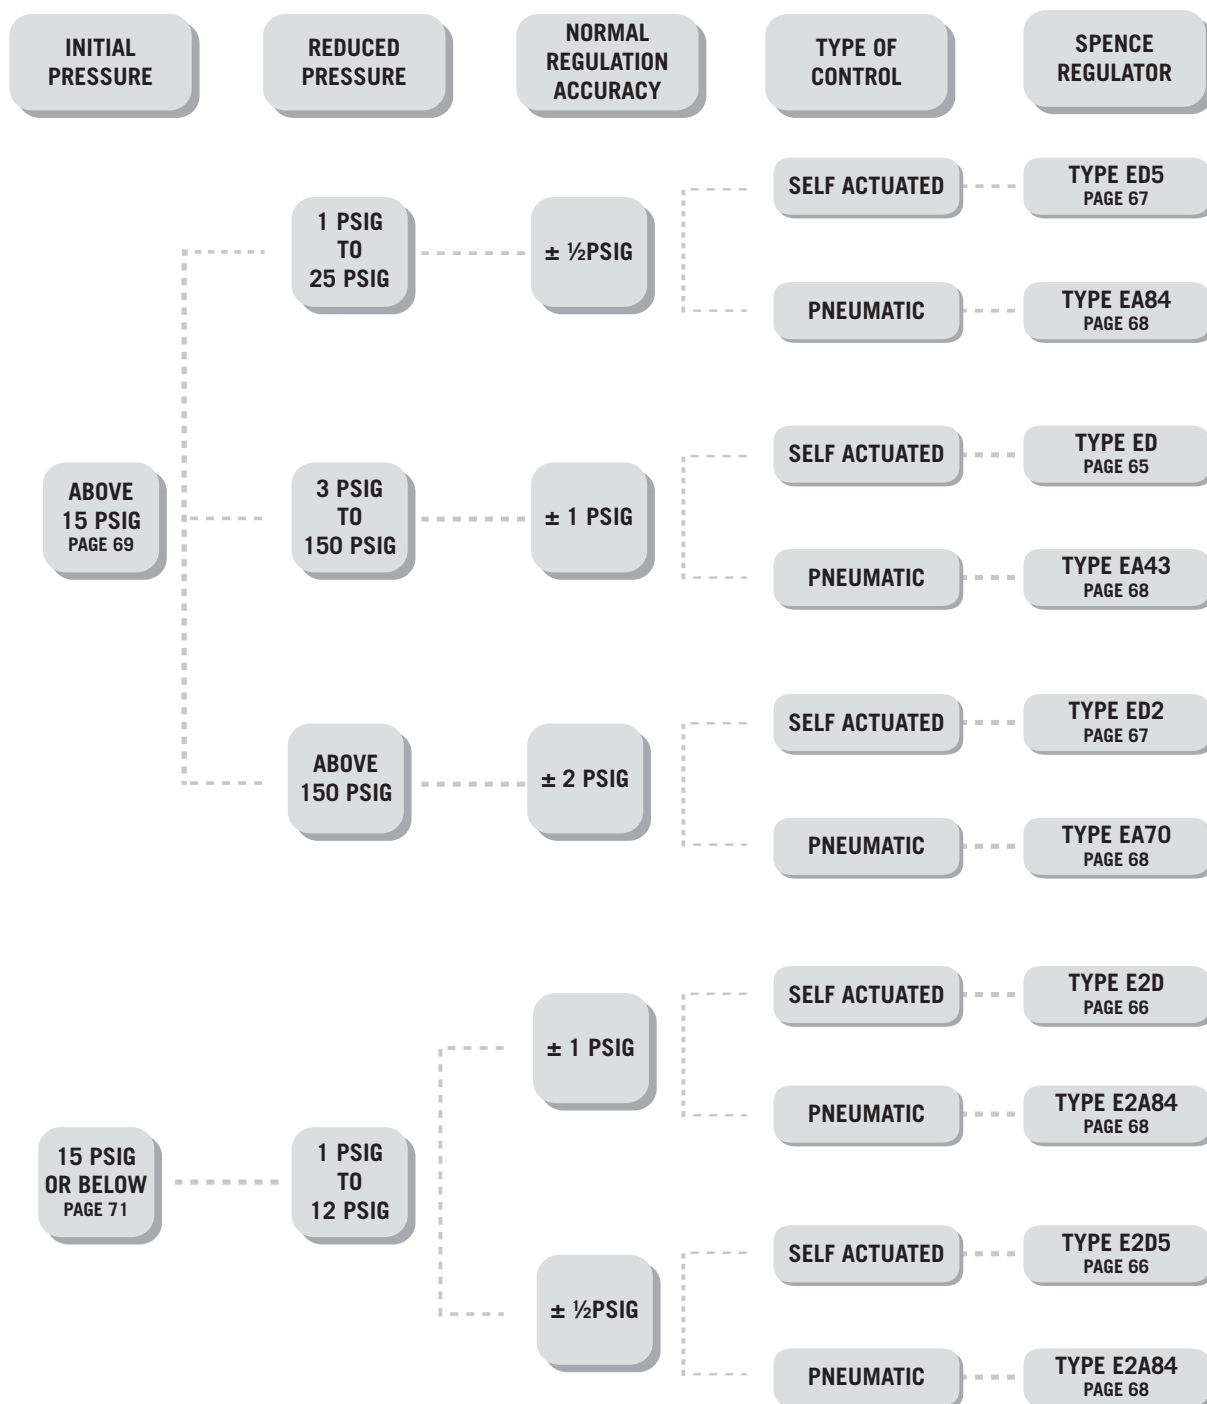 INITIAL
PRESSURE
REDUCED
PRESSURE
NORMAL
REGULATION
ACCURACY
TYPE OF
CONTROL
SPENCE
REGULATOR
ABOVE
15 PSIG
PAGE 69
1 PSIG
TO
25 PSIG
± ½PSIG
SELF ACTUATED
TYPE ED5
PAGE 67
PNEUMATIC
TYPE EA84
PAGE 68
3 PSIG
TO
150 PSIG
± 1 PSIG
SELF ACTUATED
TYPE ED
PAGE 65
PNEUMATIC
TYPE EA43
PAGE 68
ABOVE
150 PSIG
± 2 PSIG
SELF ACTUATED
TYPE ED2
PAGE 67
PNEUMATIC
TYPE EA70
PAGE 68
15 PSIG
OR BELOW
PAGE 71
1 PSIG
TO
12 PSIG
± 1 PSIG
SELF ACTUATED
TYPE E2D
PAGE 66
PNEUMATIC
TYPE E2A84
PAGE 68
± ½PSIG
SELF ACTUATED
TYPE E2D5
PAGE 66
PNEUMATIC
TYPE E2A84
PAGE 68